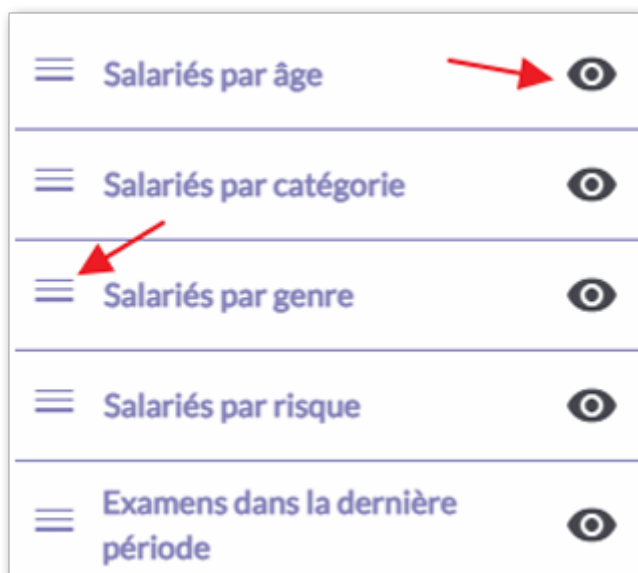 Salariés par âge
Salariés par catégorie
Salariés par genre
Salariés par risque
Examens dans la dernière
période